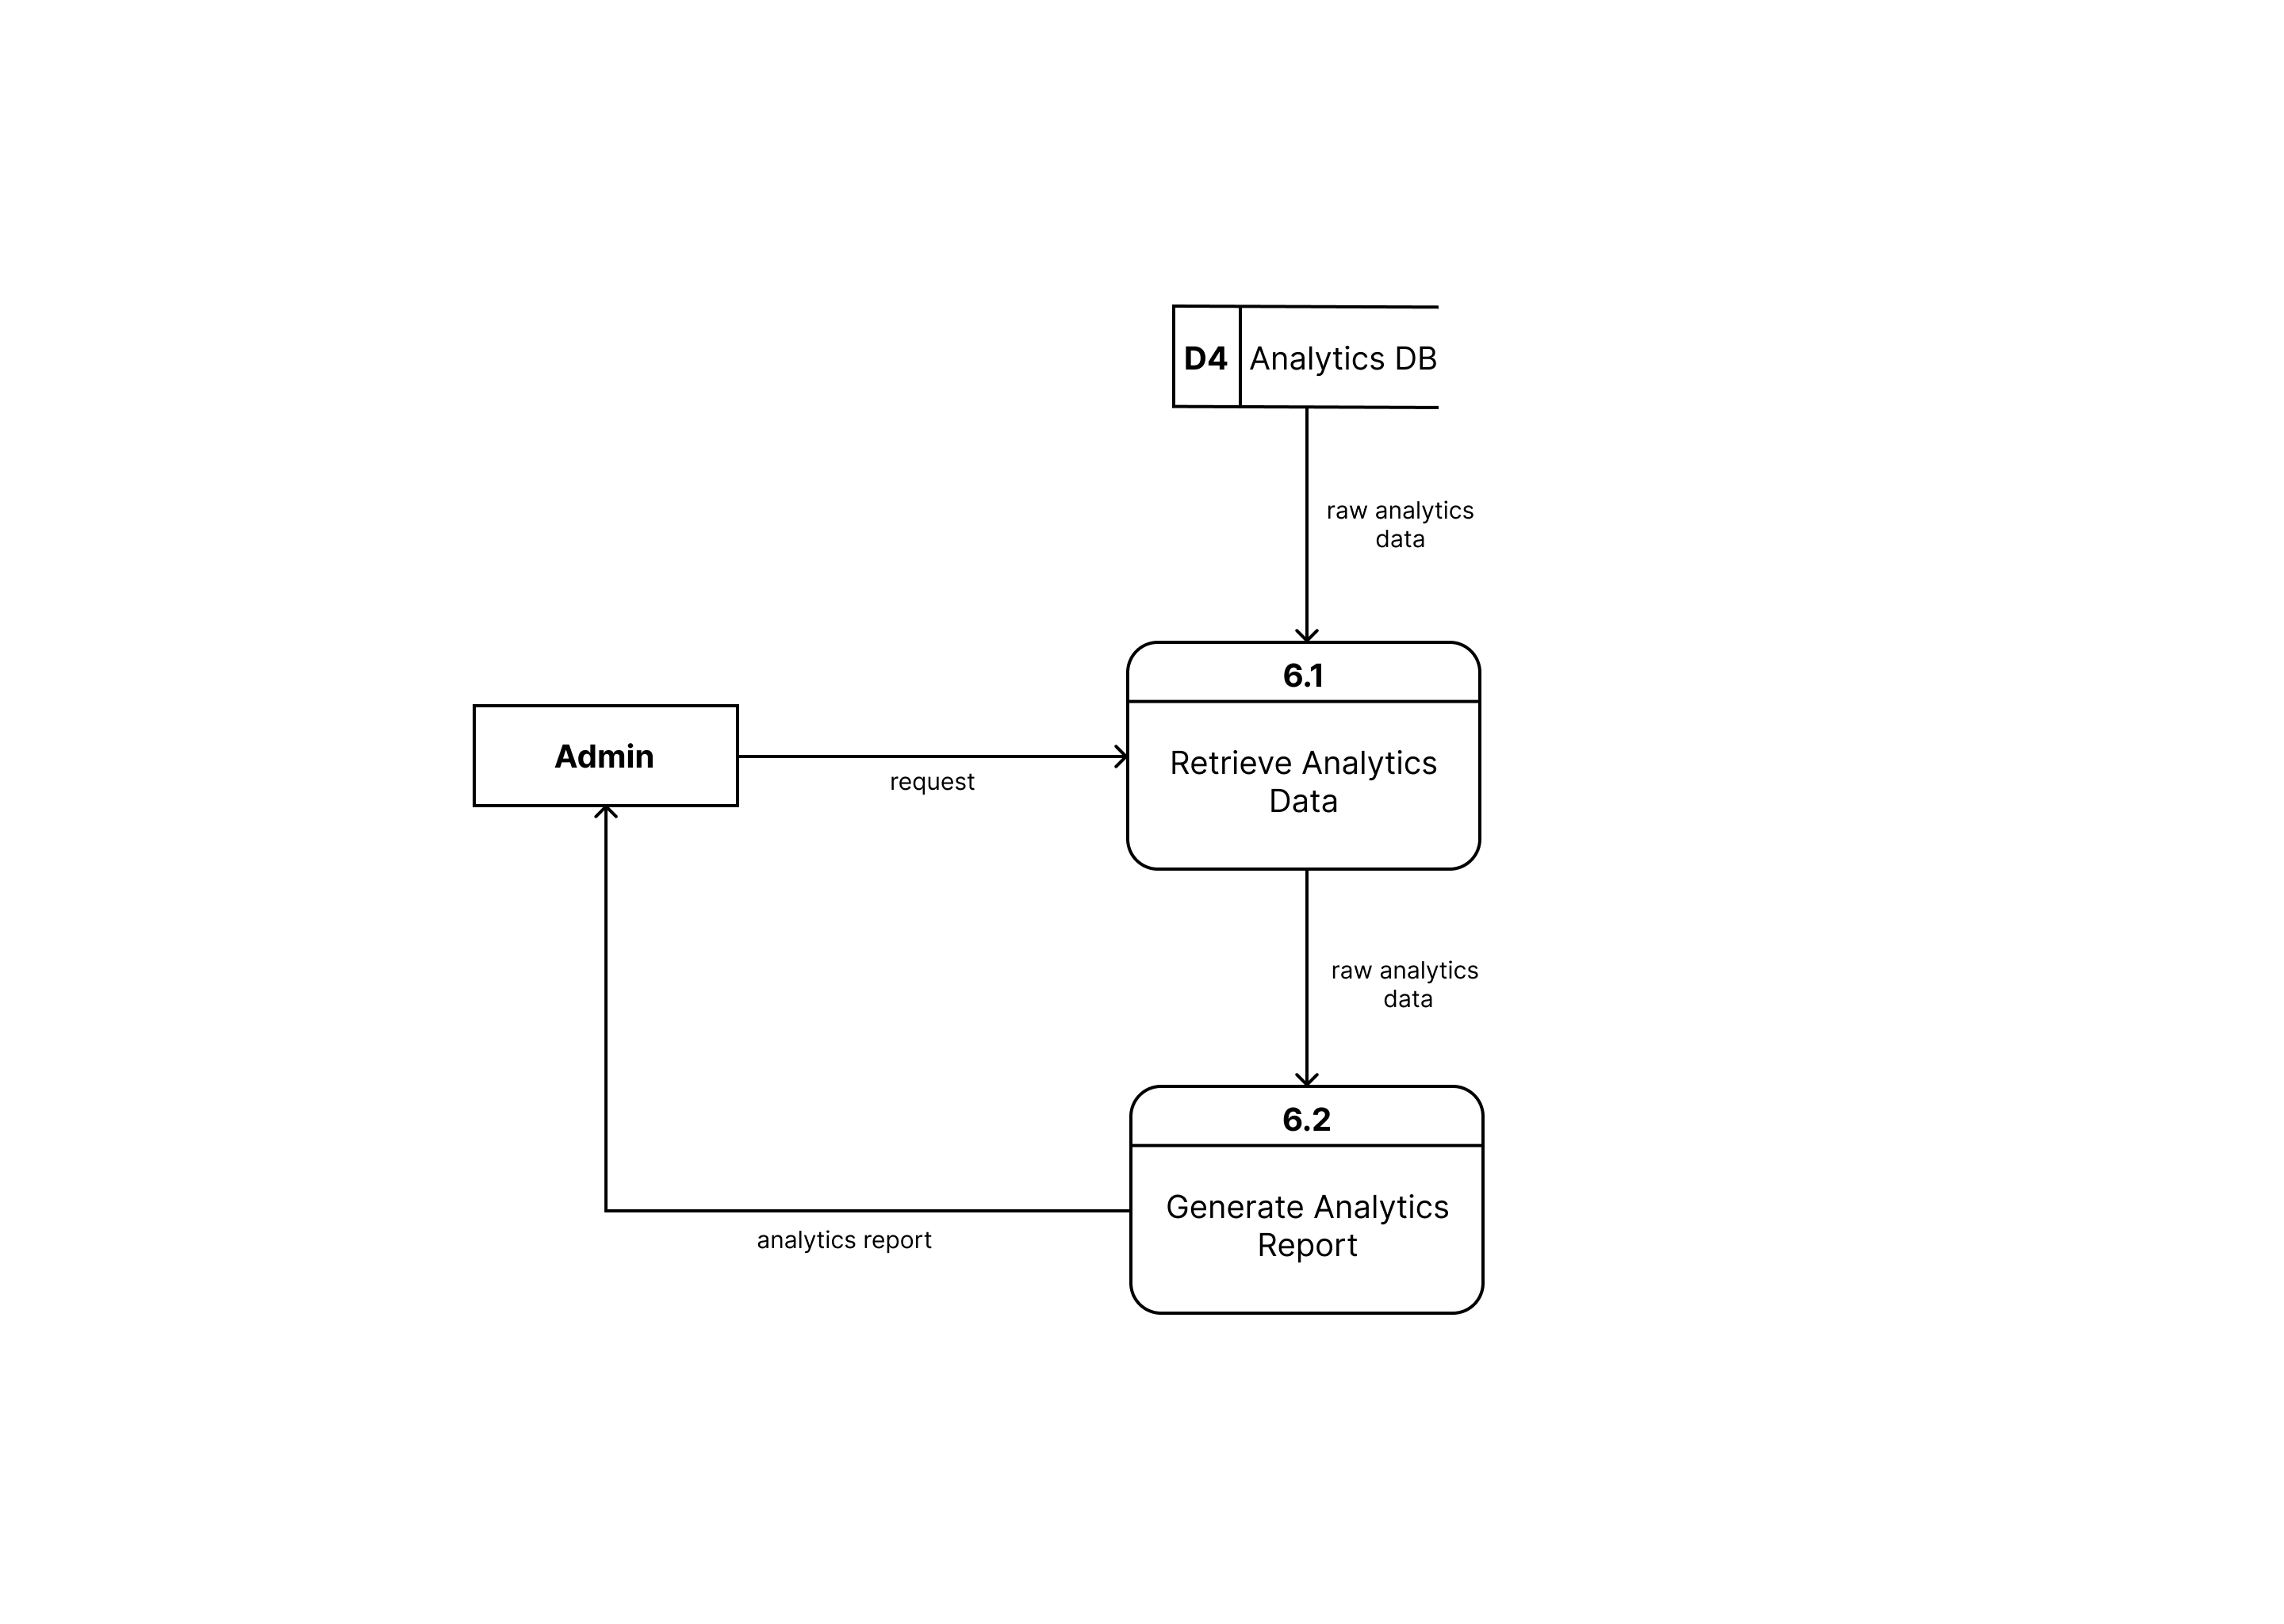 D4 Analytics DB
raw analytics
data
6.1
Admin
request
Retrieve Analytics
Data
raw analytics
data
6.2
Generate Analytics
Report
analytics report